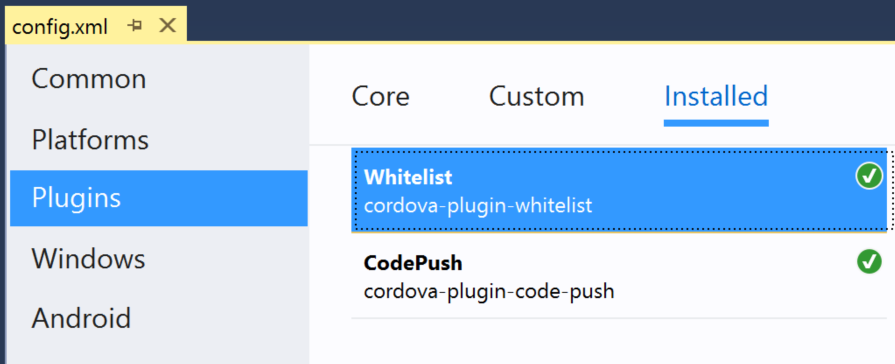 config.xml
Common
Platforms
Plugins
Windows
Android
Core Custom Installed
Whitelist
cordova-plugin-whitelist
CodePush
cordova-plugin-code-push